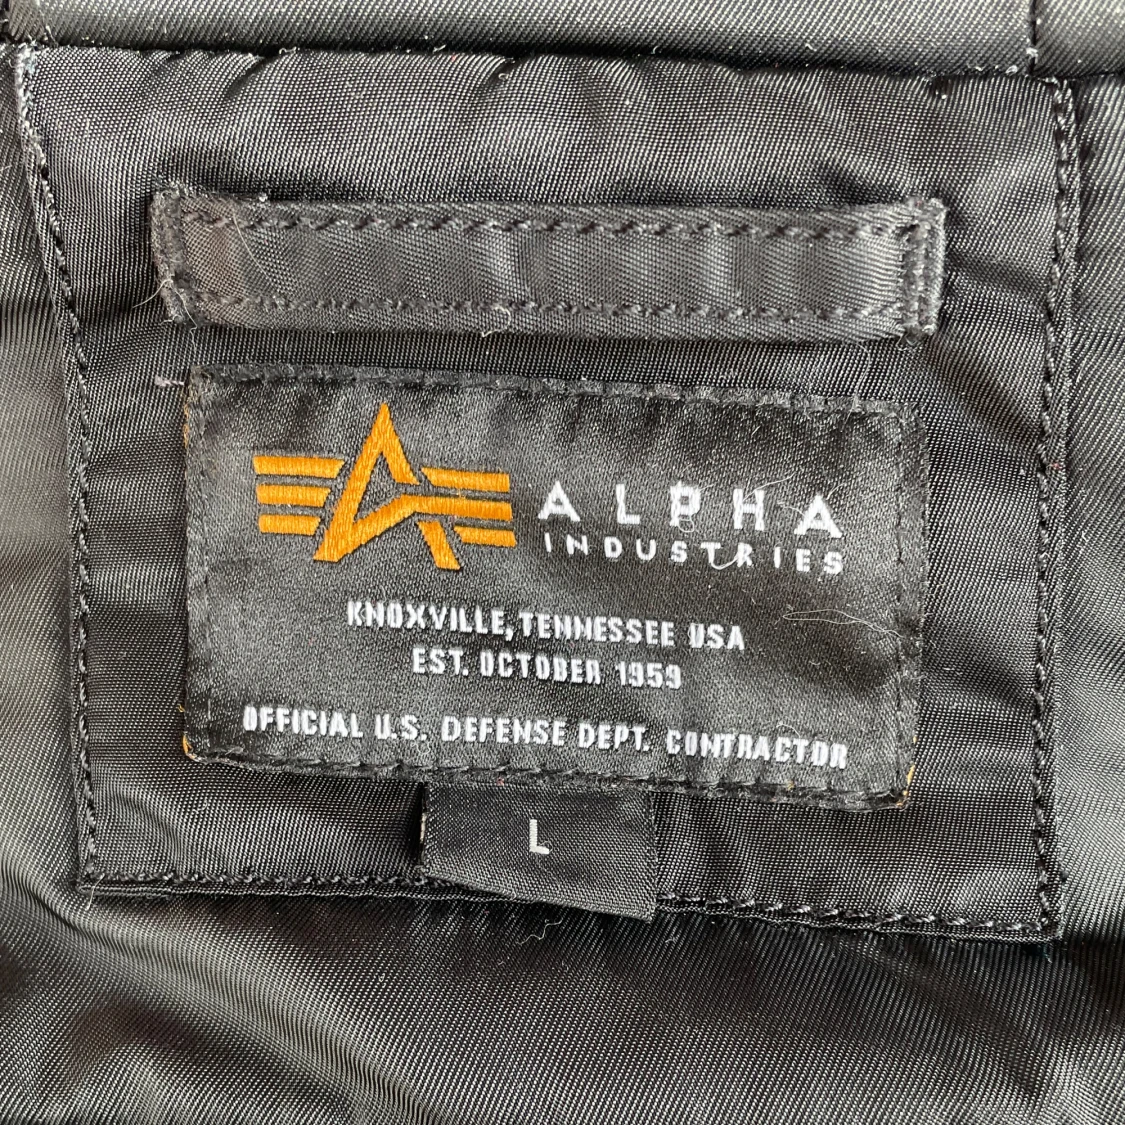 ALPHA
INDUSTRIES
KNOXVILLE, TENNESSEE USA
EST. OCTOBER 1959
OFFICIAL U.S. DEFENSE DEPT. CONTRACTOR
L